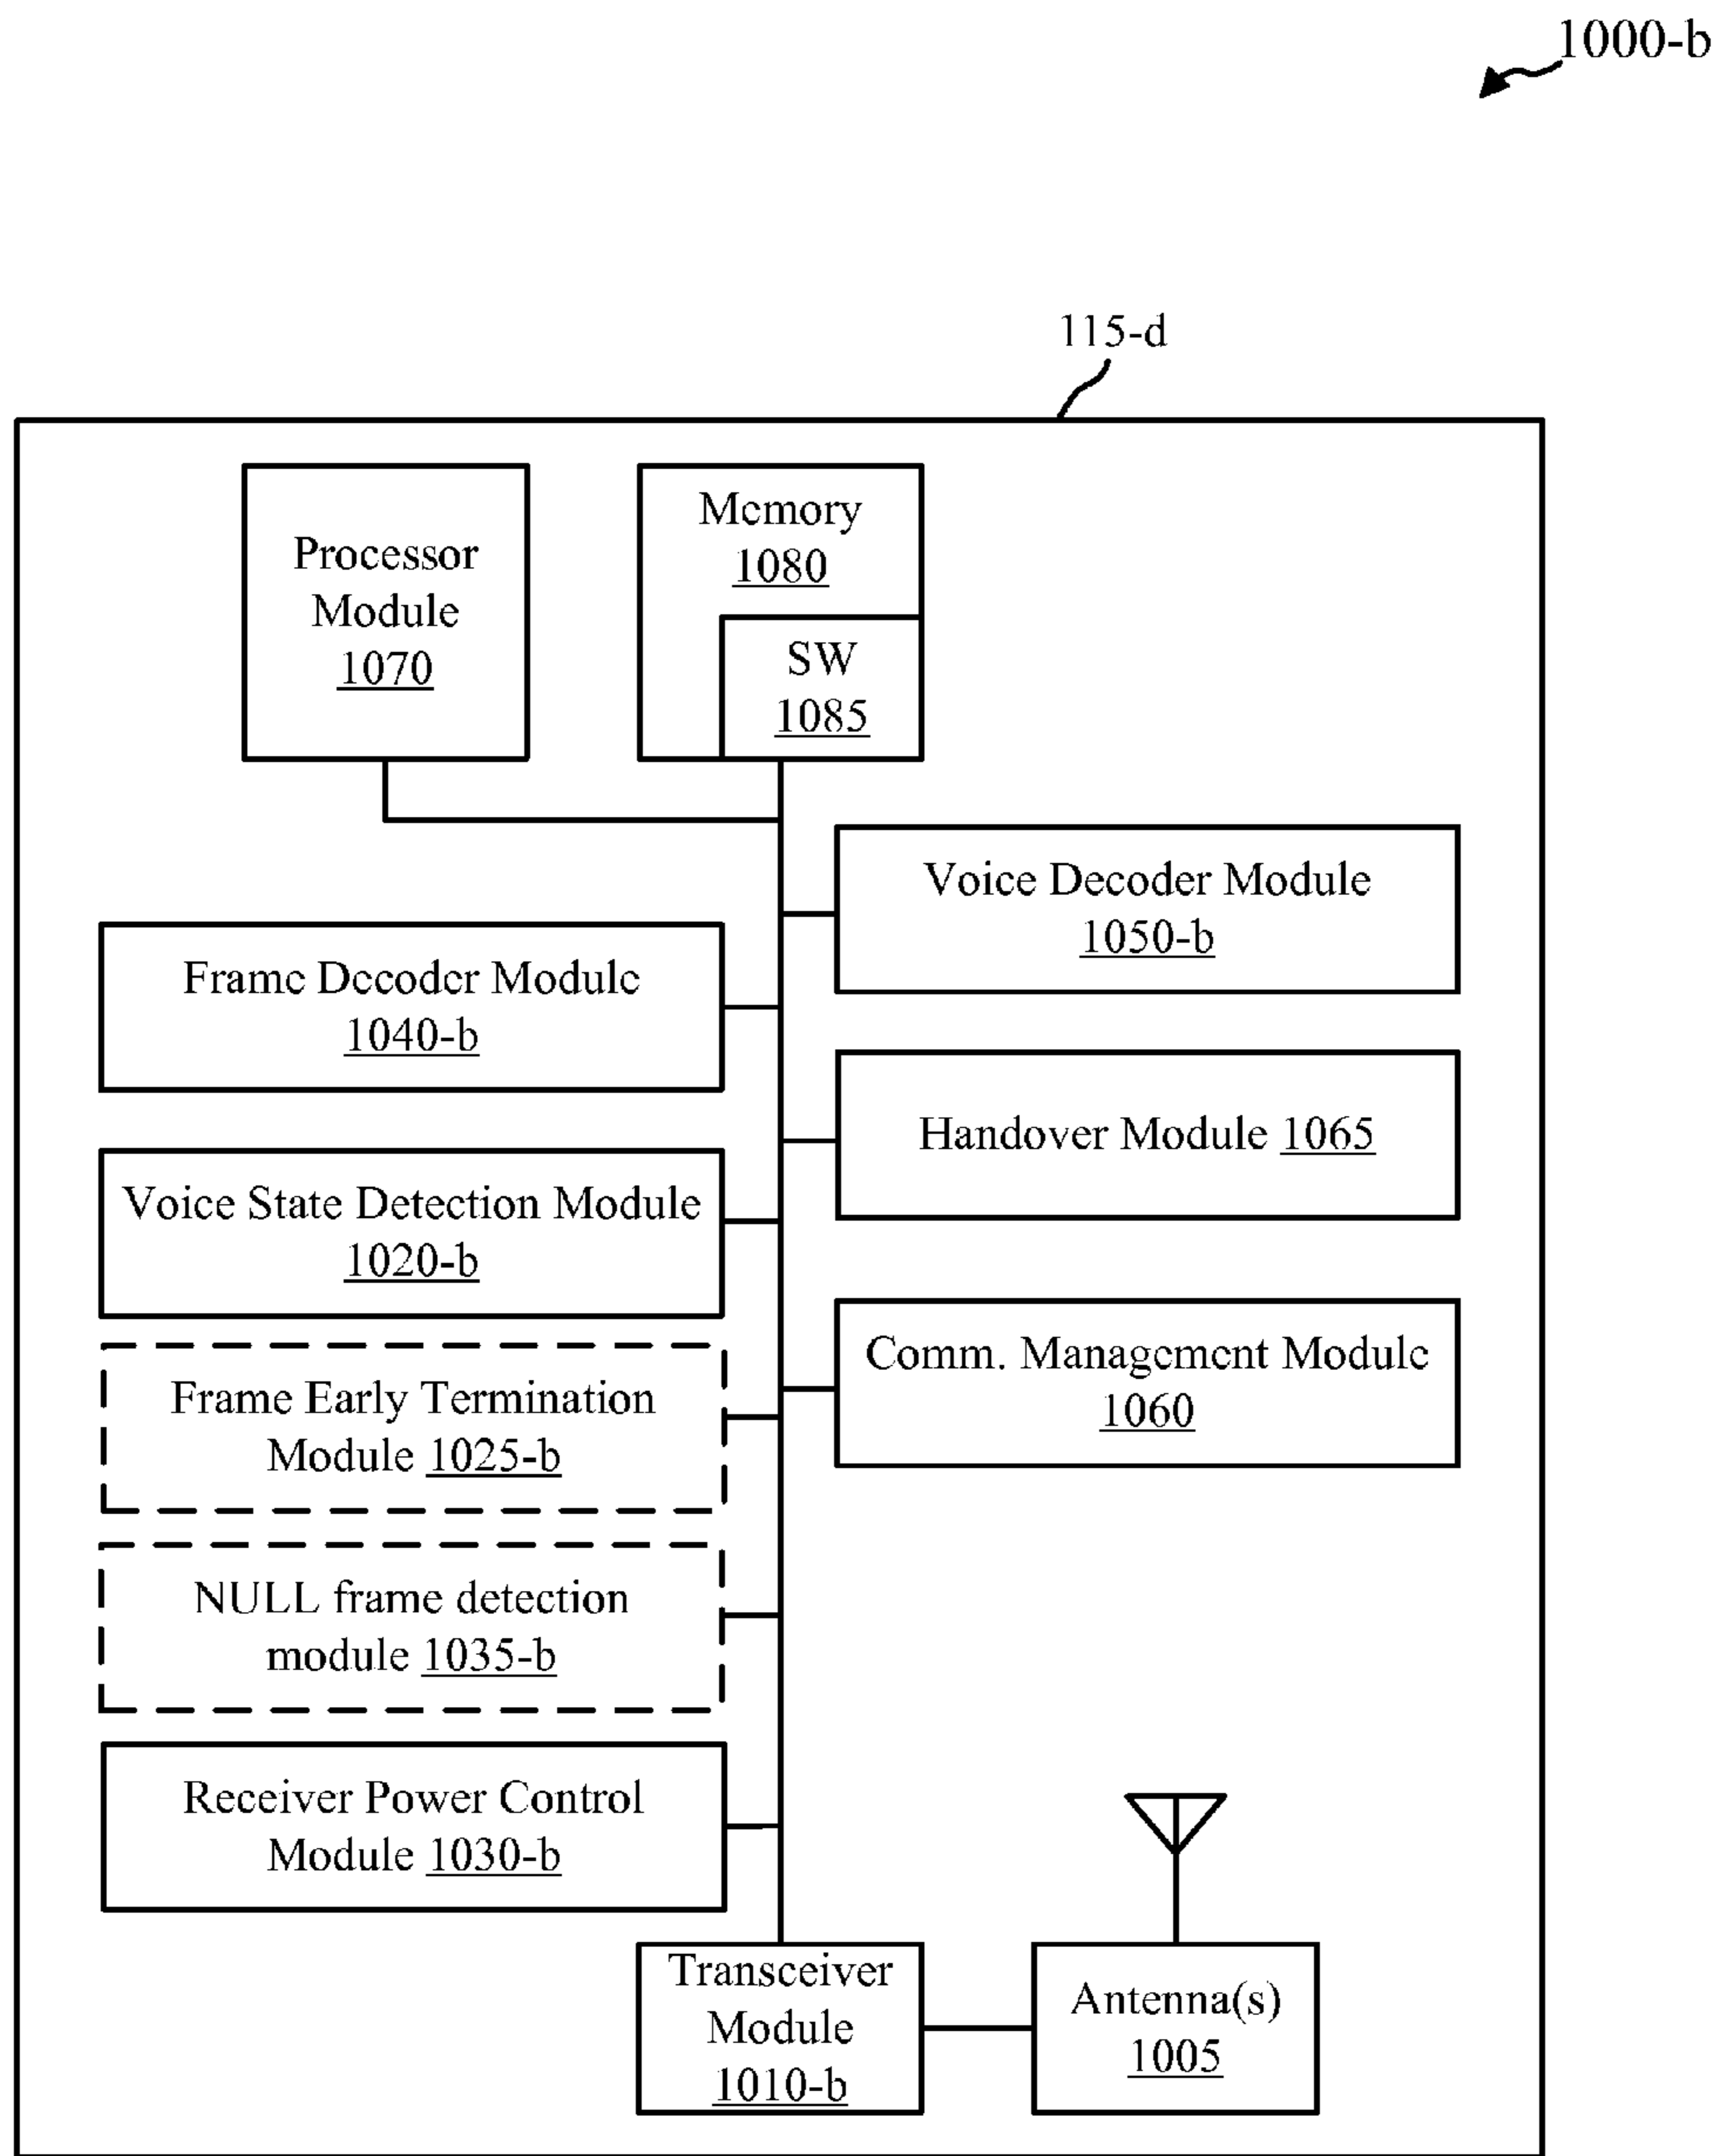 1000-b
115-d
Processor
Module
1070
Memory
1080
SW
1085
Voice Decoder Module
1050-b
Frame Decoder Module
1040-b
Handover Module 1065
Voice State Detection Module
1020-b
Comm. Management Module
1060
Frame Early Termination
Module 1025-b
NULL frame detection
module 1035-b
Receiver Power Control
Module 1030-b
Transceiver
Module
1010-b
Antenna(s)
1005